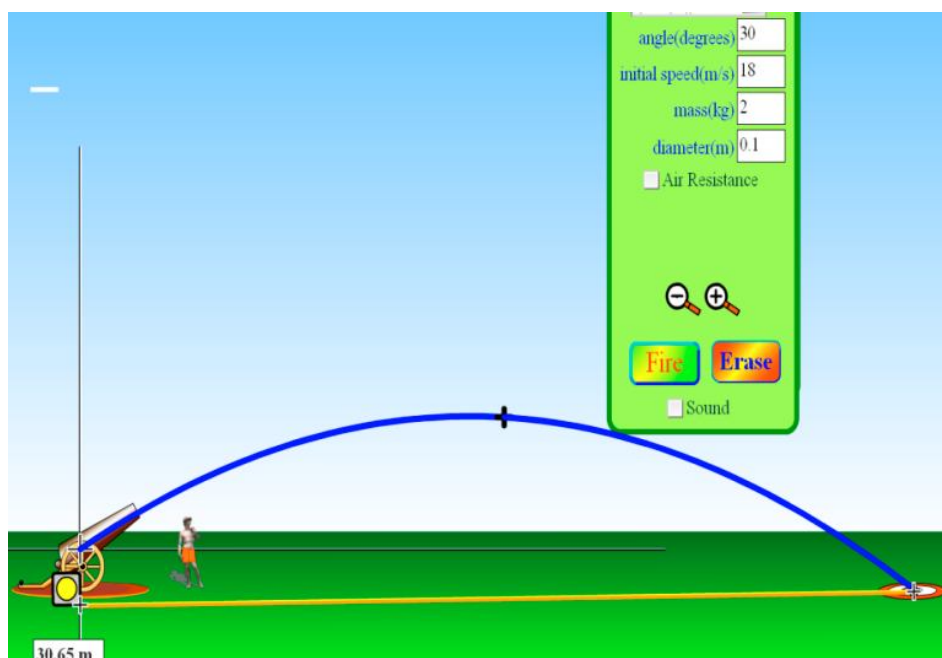 angle(degrees) 30
initial speed(m/s) 18
mass(kg) 2
diameter(m) 0.1
Air Resistance
Fire Erase
Sound
30.65 m